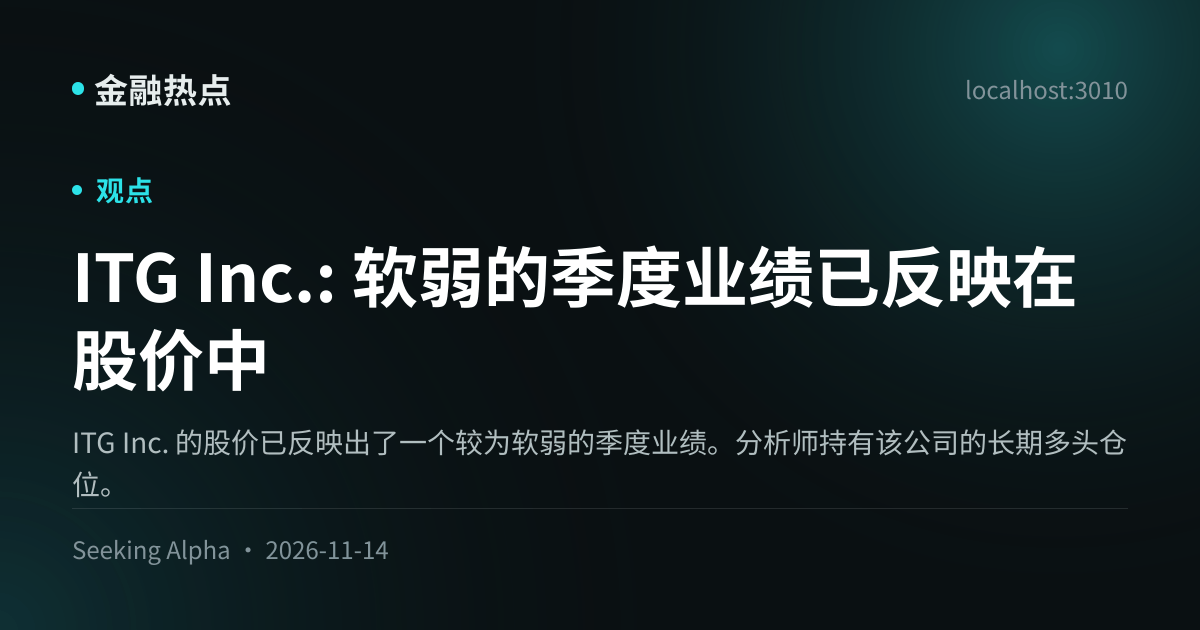 金融热点
localhost:3010
观点
ITG Inc.: 软弱的季度业绩已反映在
股价中
ITG Inc. 的股价已反映出了一个较为软弱的季度业绩。分析师持有该公司的长期多头仓
位。
Seeking Alpha · 2026-11-14